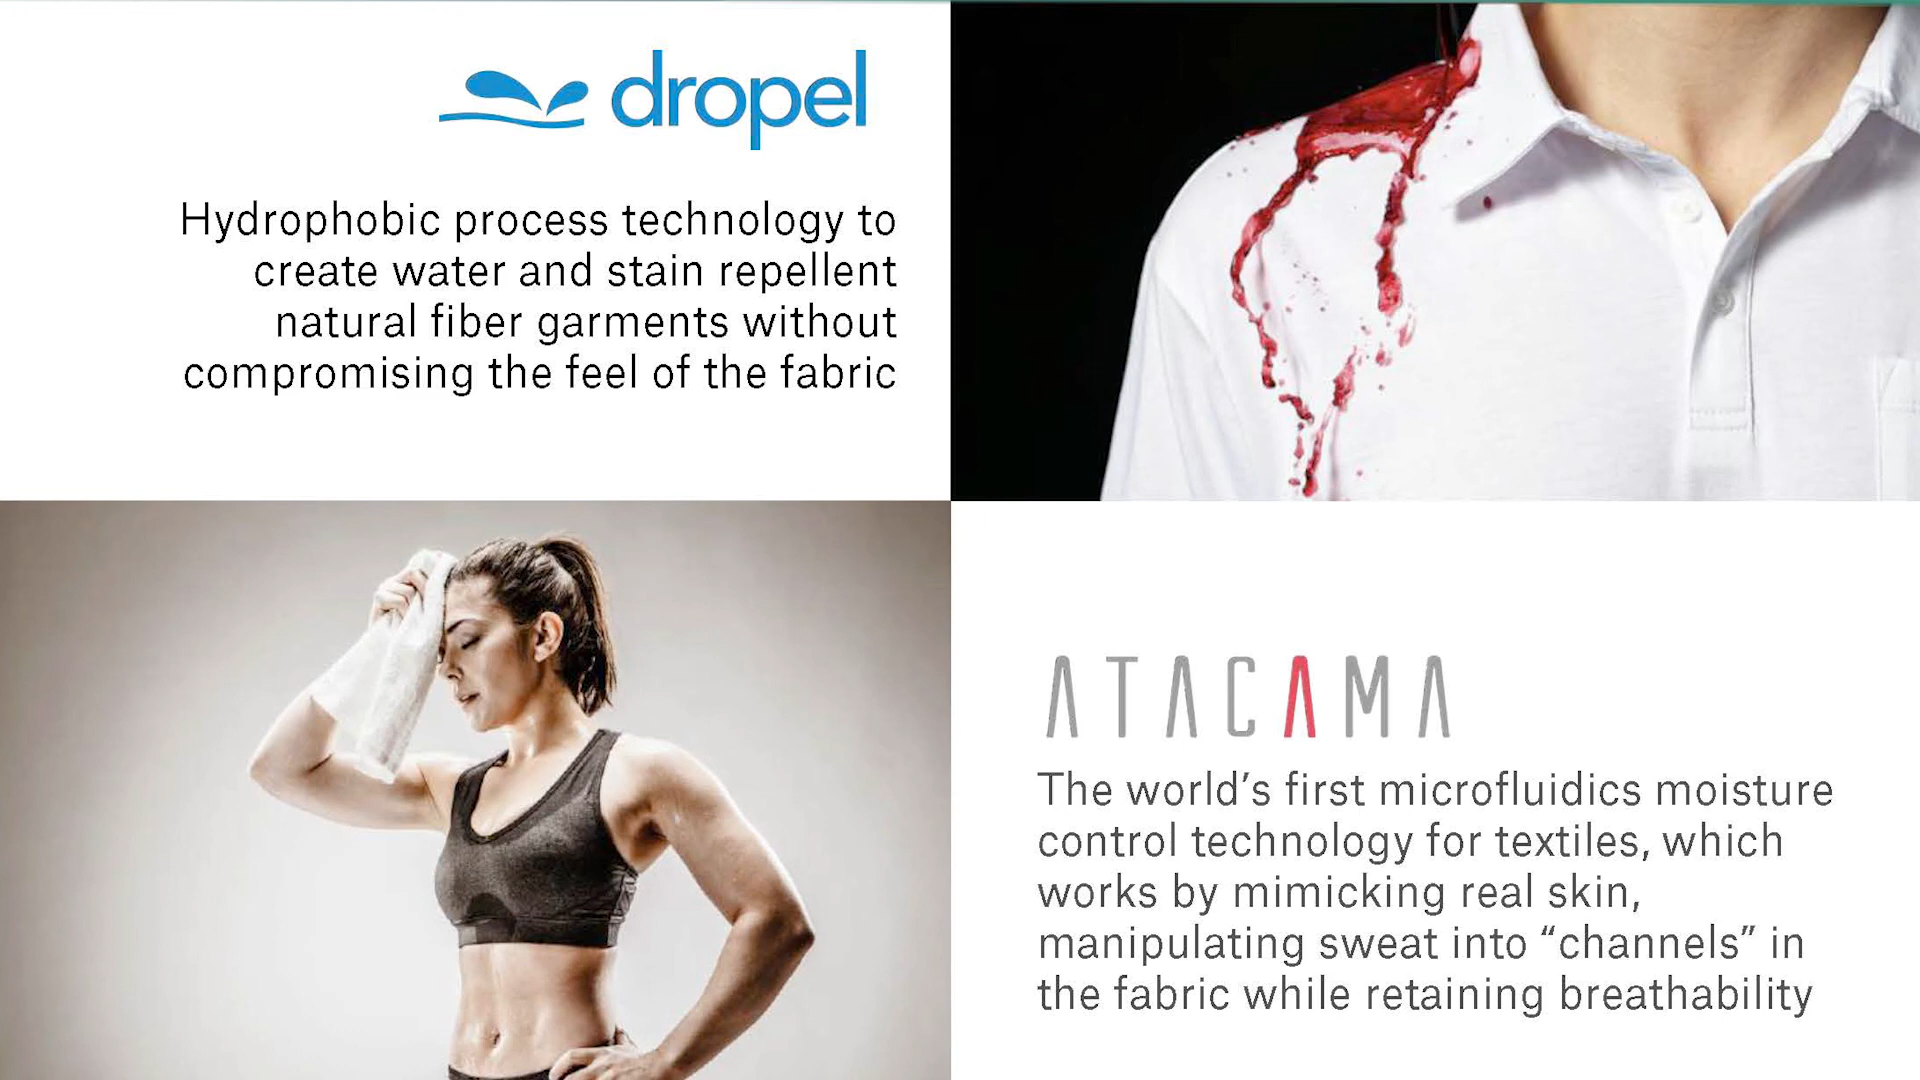 dropel
Hydrophobic process technology to
create water and stain repellent
natural fiber garments without
compromising the feel of the fabric
ATACAMA
The world’s first microfluidics moisture
control technology for textiles, which
works by mimicking real skin,
manipulating sweat into “channels” in
the fabric while retaining breathability